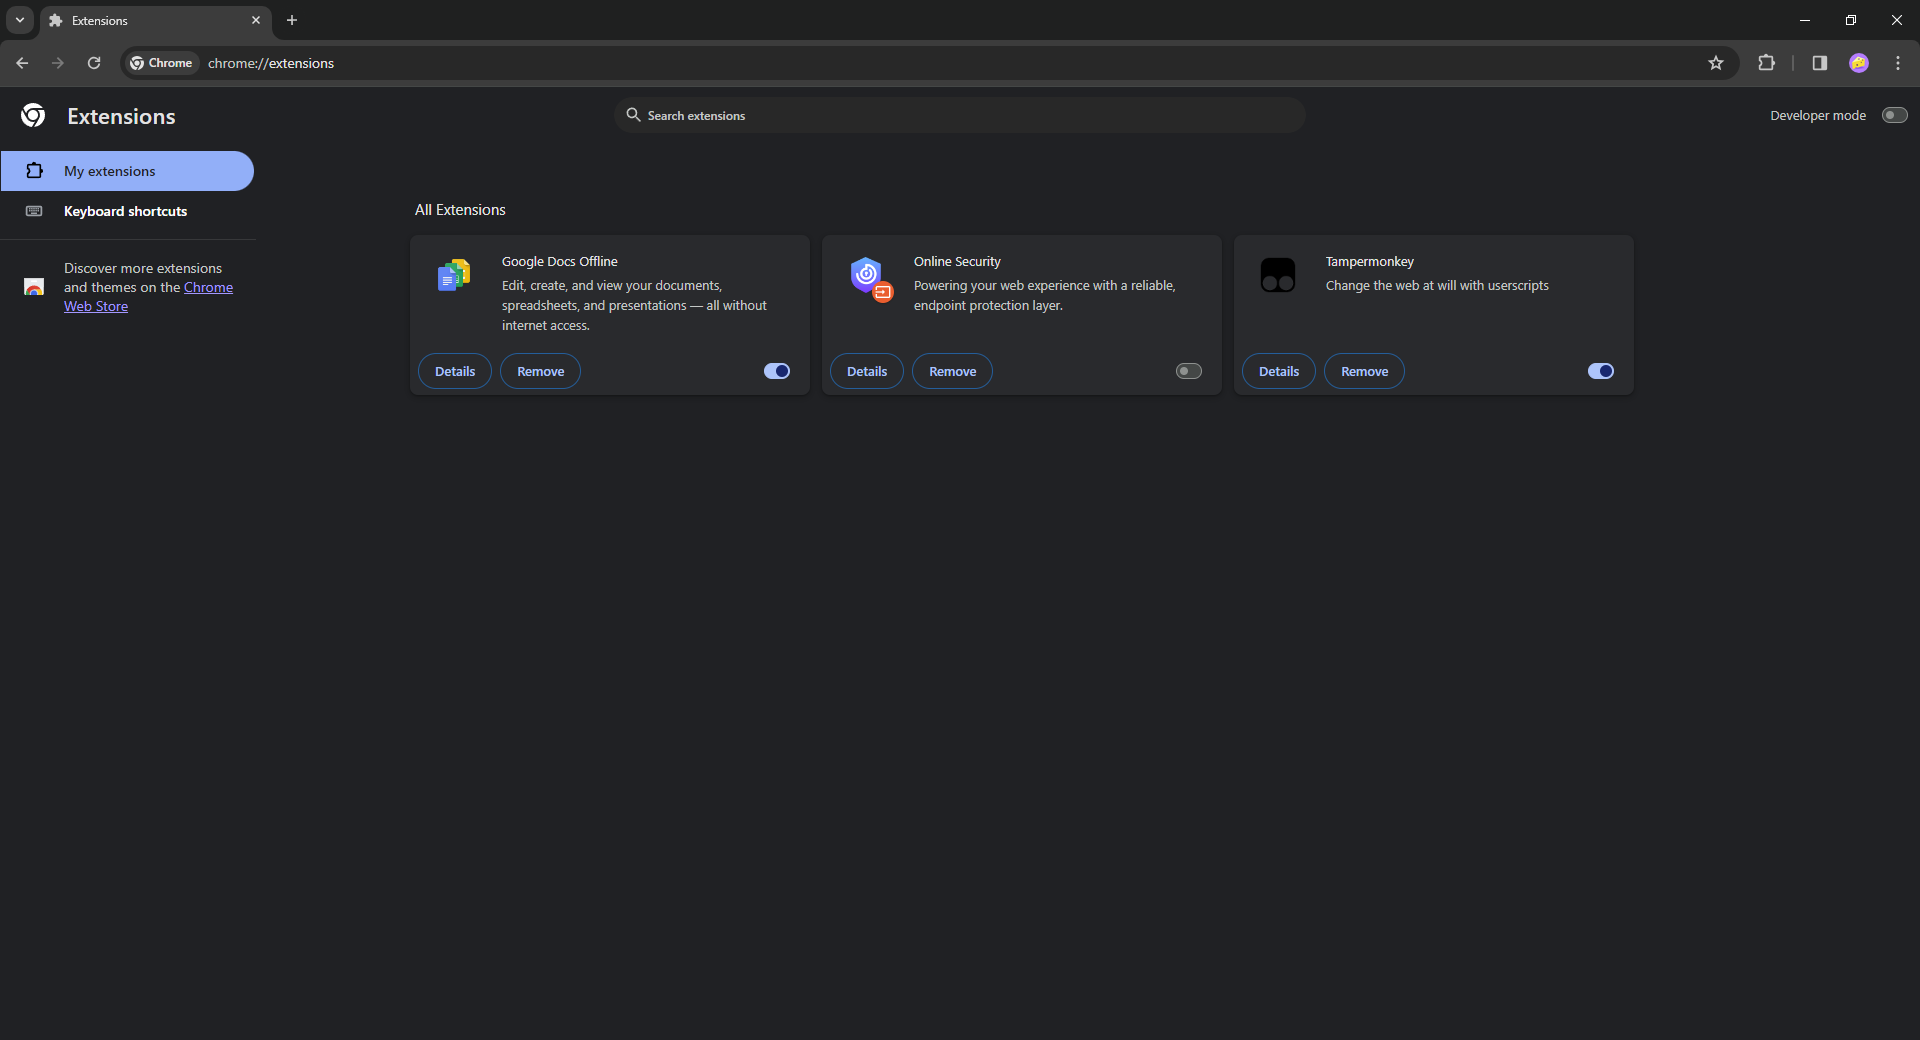 Extensions
Chrome
chrome://extensions
Extensions
Search extensions
Developer mode
My extensions
Keyboard shortcuts
Discover more extensions
and themes on the Chrome
Web Store
All Extensions
Google Docs Offline
Edit, create, and view your documents,
spreadsheets, and presentations — all without
internet access.
Details
Remove
Online Security
Powering your web experience with a reliable,
endpoint protection layer.
Details
Remove
Tampermonkey
Change the web at will with userscripts
Details
Remove